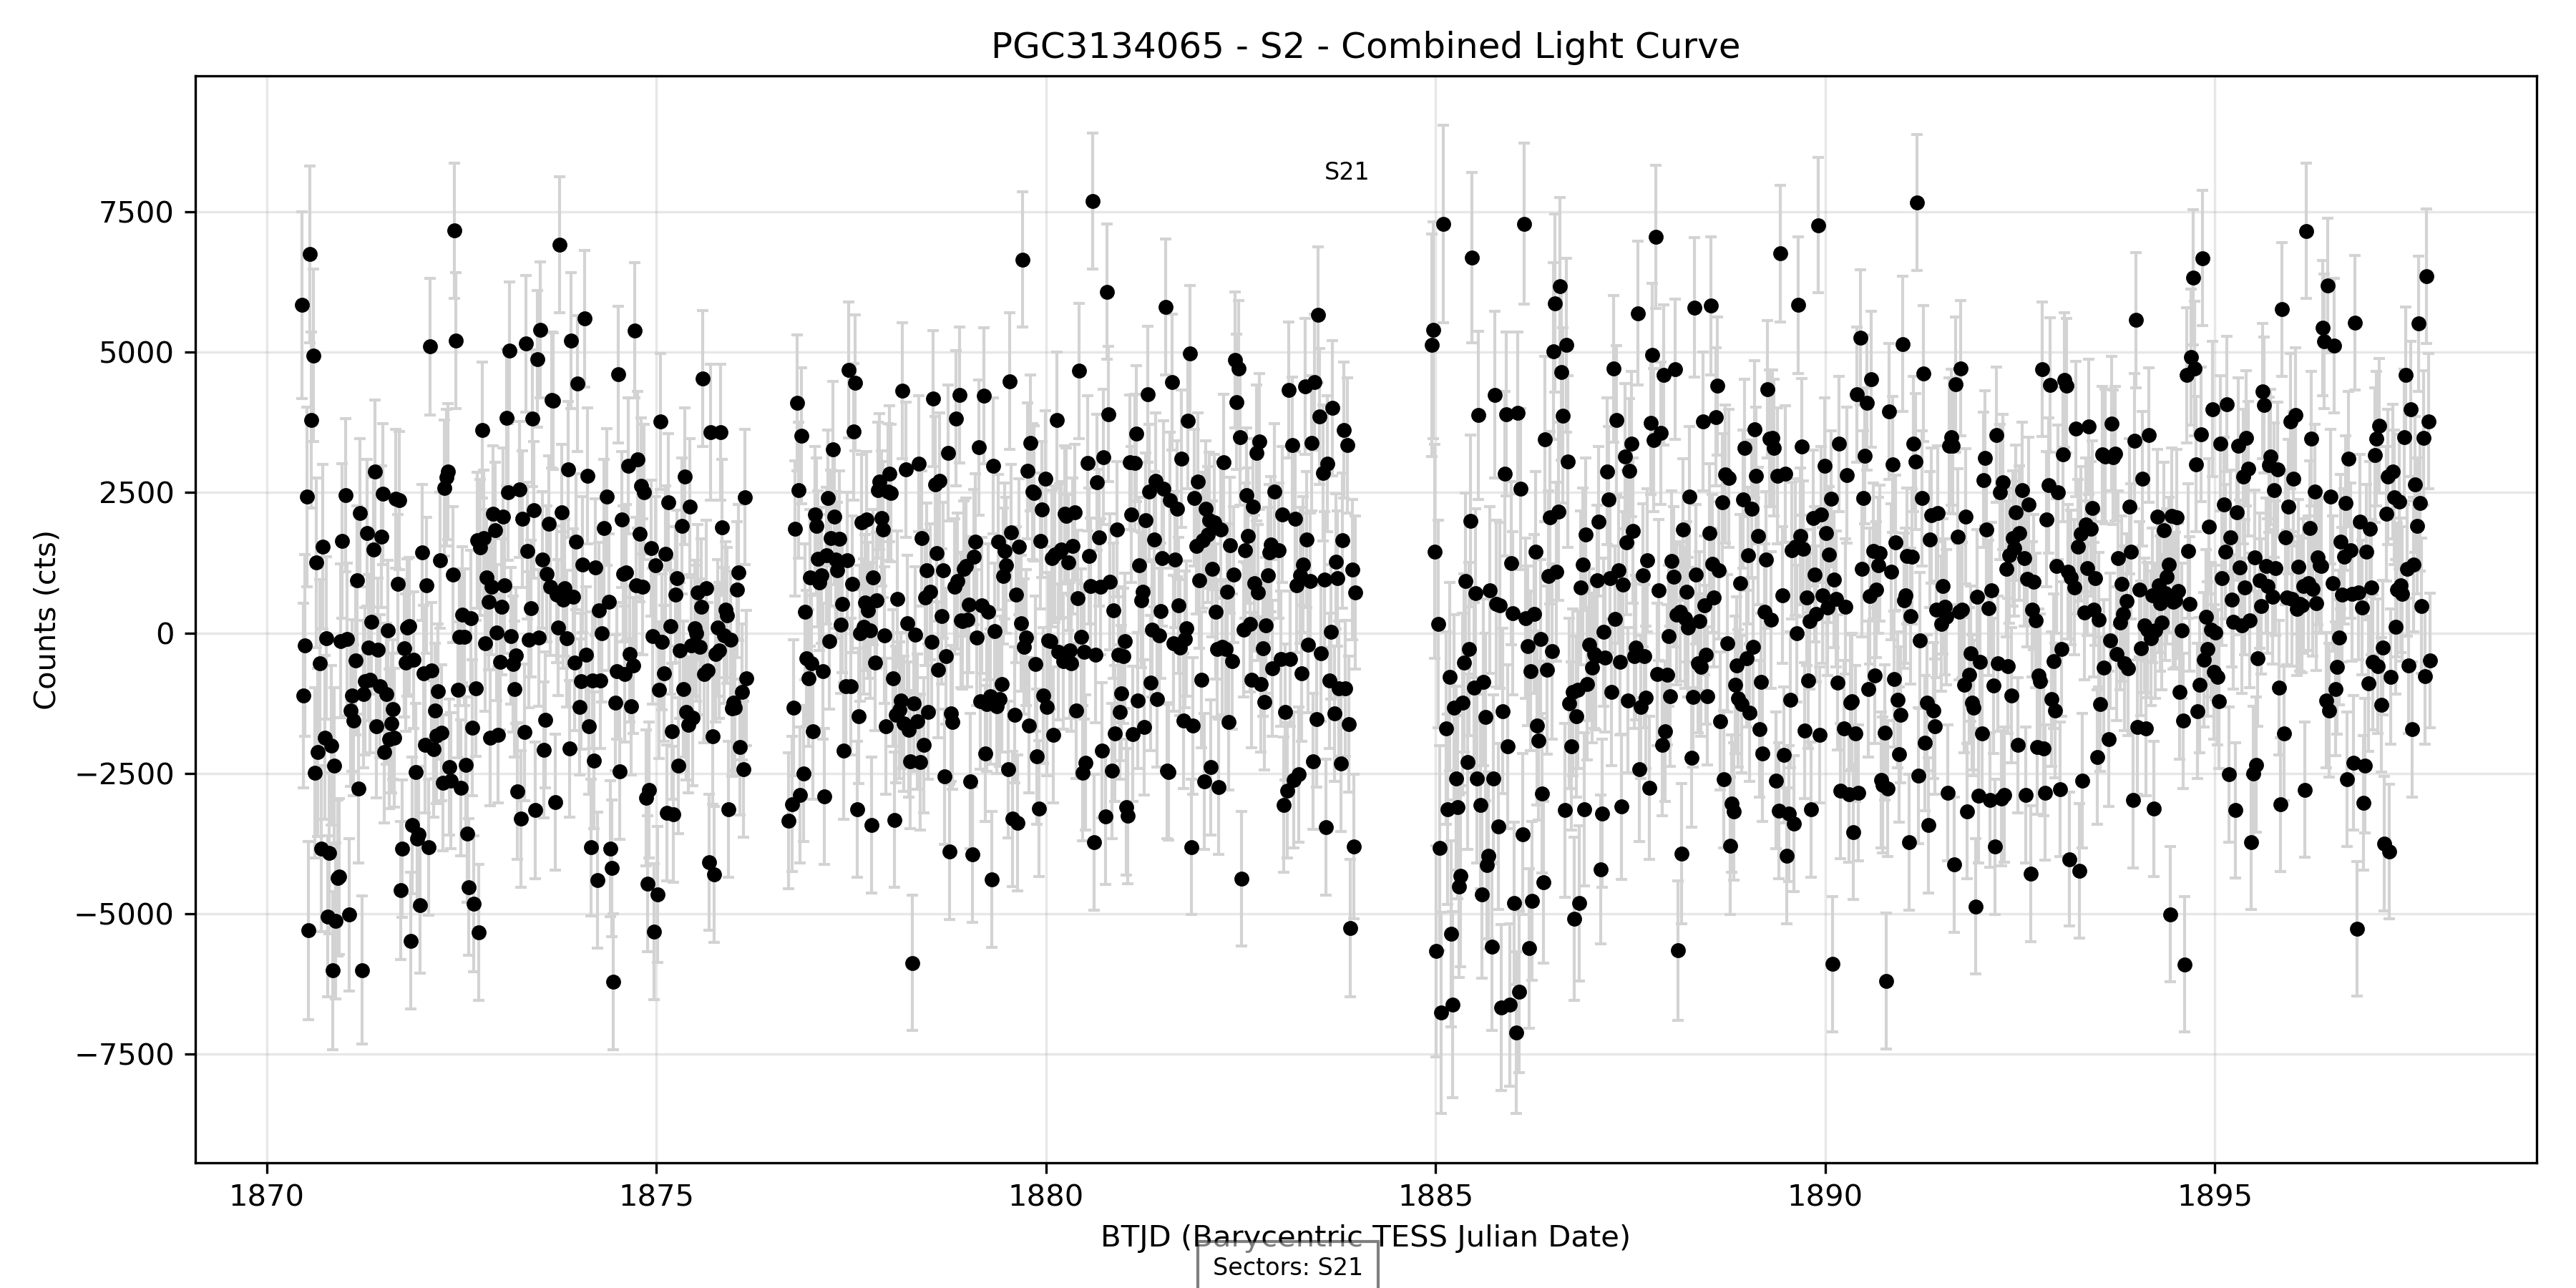 PGC3134065 - S2 - Combined Light Curve
S21
7500
5000
2500
0
−2500
−5000
−7500
Counts (cts)
1870 1875 1880 1885 1890 1895
BTJD (Barycentric TESS Julian Date)
Sectors: S21